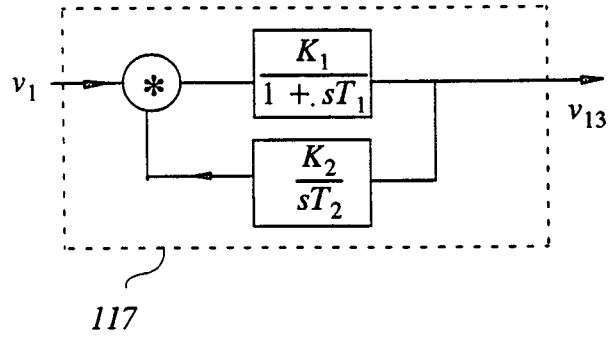 v₁
*
K₁
1 +. sT₁
v₁₃
K₂
sT₂
117